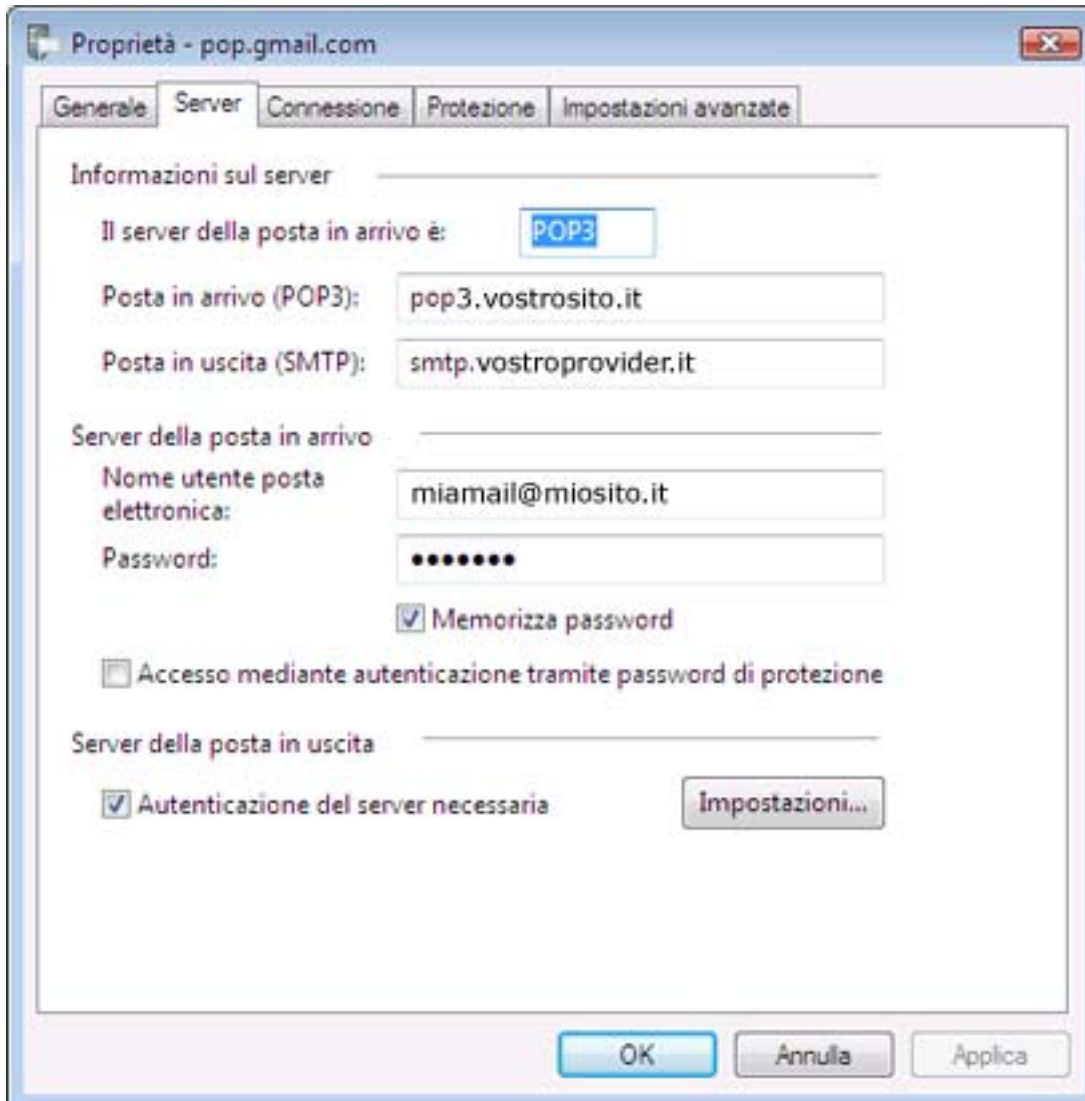 Proprietà - pop.gmail.com
Generale Server Connessione Protezione Impostazioni avanzate
Informazioni sul server
Il server della posta in arrivo è: POP3
Posta in arrivo (POP3): pop3.vostrosito.it
Posta in uscita (SMTP): smtp.vostroprovider.it
Server della posta in arrivo
Nome utente posta
elettronica: miamail@miosito.it
Password: •••••••
Memorizza password
Accesso mediante autenticazione tramite password di protezione
Server della posta in uscita
Autenticazione del server necessaria Impostazioni...
OK Annulla Applica